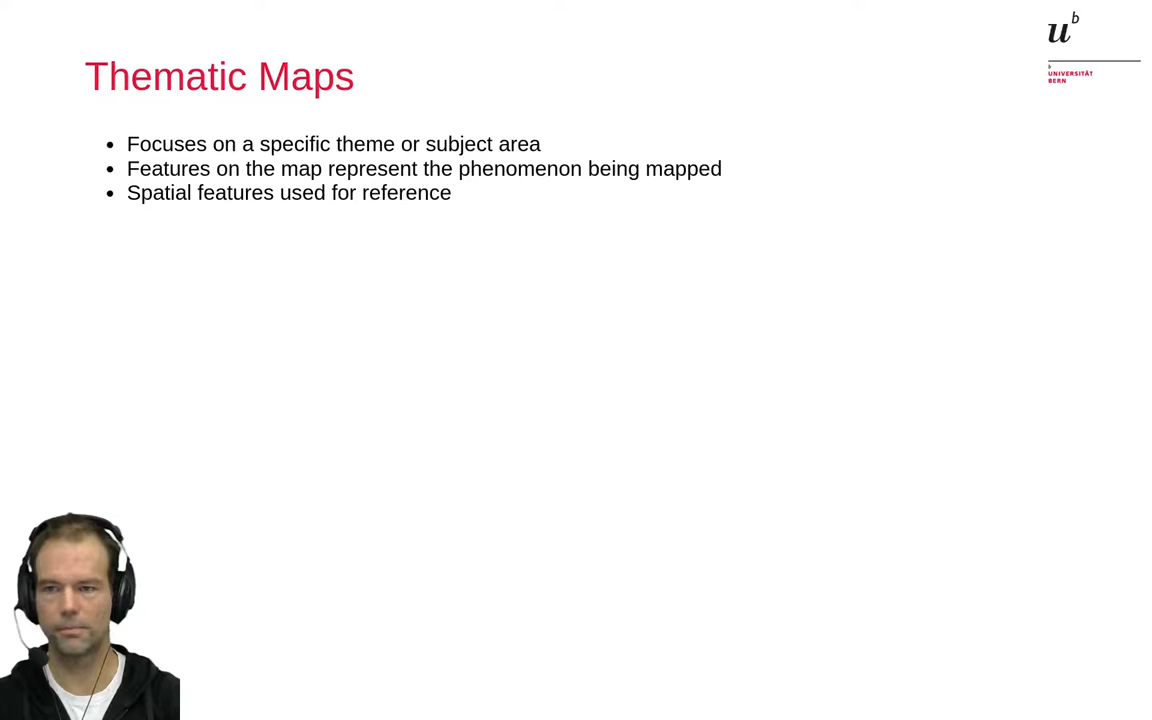 u^b
Thematic Maps
b
UNIVERSITÄT
BERN
• Focuses on a specific theme or subject area
• Features on the map represent the phenomenon being mapped
• Spatial features used for reference